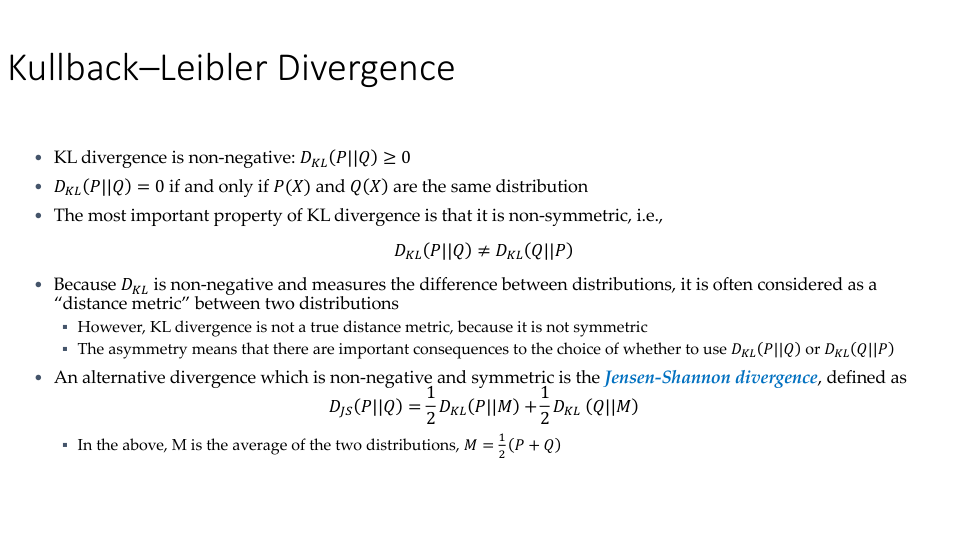 Kullback–Leibler Divergence
• KL divergence is non-negative: $D_{KL}(P||Q) \geq 0$
• $D_{KL}(P||Q) = 0$ if and only if $P(X)$ and $Q(X)$ are the same distribution
• The most important property of KL divergence is that it is non-symmetric, i.e.,
$D_{KL}(P||Q) \neq D_{KL}(Q||P)$
• Because $D_{KL}$ is non-negative and measures the difference between distributions, it is often considered as a
“distance metric” between two distributions
▪ However, KL divergence is not a true distance metric, because it is not symmetric
▪ The asymmetry means that there are important consequences to the choice of whether to use $D_{KL}(P||Q)$ or $D_{KL}(Q||P)$
• An alternative divergence which is non-negative and symmetric is the Jensen-Shannon divergence, defined as
$D_{JS}(P||Q) = \frac{1}{2} D_{KL}(P||M) + \frac{1}{2} D_{KL}(Q||M)$
▪ In the above, M is the average of the two distributions, $M = \frac{1}{2}(P + Q)$